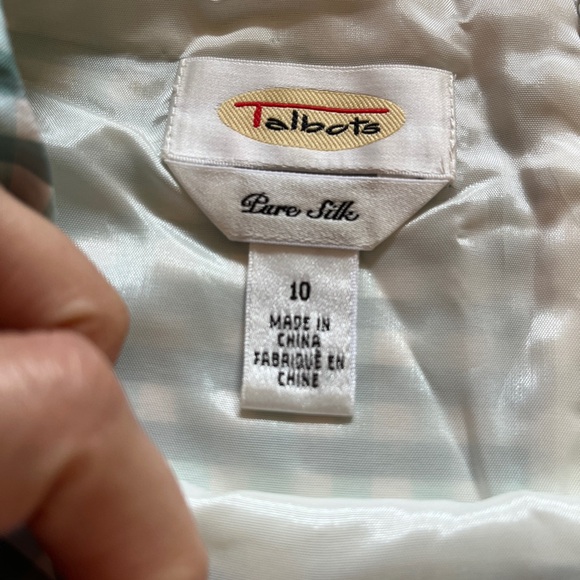 Talbots
Pure Silk
10
MADE IN
CHINA
FABRIQUÉ EN
CHINE